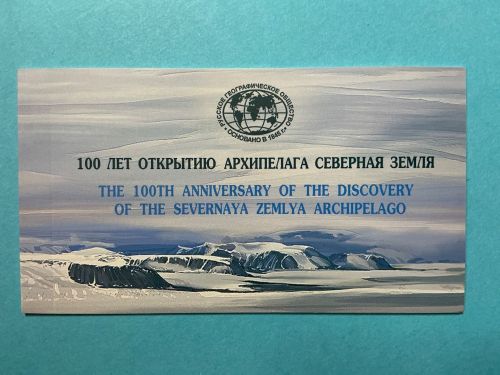 РУССКОЕ ГЕОГРАФИЧЕСКОЕ ОБЩЕСТВО
• ОСНОВАНО В 1845 г. •
100 ЛЕТ ОТКРЫТИЮ АРХИПЕЛАГА СЕВЕРНАЯ ЗЕМЛЯ
THE 100TH ANNIVERSARY OF THE DISCOVERY
OF THE SEVERNAYA ZEMLYA ARCHIPELAGO